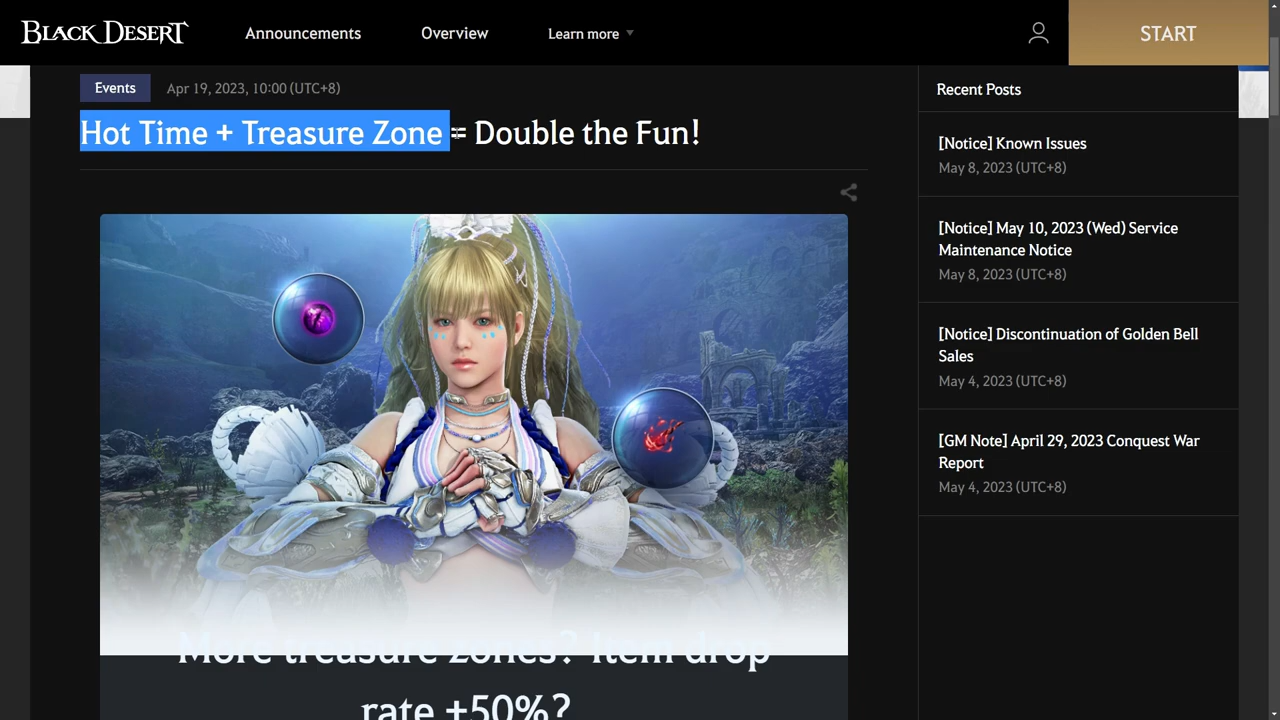 BLACK DESERT
Announcements
Overview
Learn more
START
Events
Apr 19, 2023, 10:00 (UTC+8)
Hot Time + Treasure Zone = Double the Fun!
More treasure zones? Item drop
rate +50%?
Recent Posts
[Notice] Known Issues
May 8, 2023 (UTC+8)
[Notice] May 10, 2023 (Wed) Service
Maintenance Notice
May 8, 2023 (UTC+8)
[Notice] Discontinuation of Golden Bell
Sales
May 4, 2023 (UTC+8)
[GM Note] April 29, 2023 Conquest War
Report
May 4, 2023 (UTC+8)